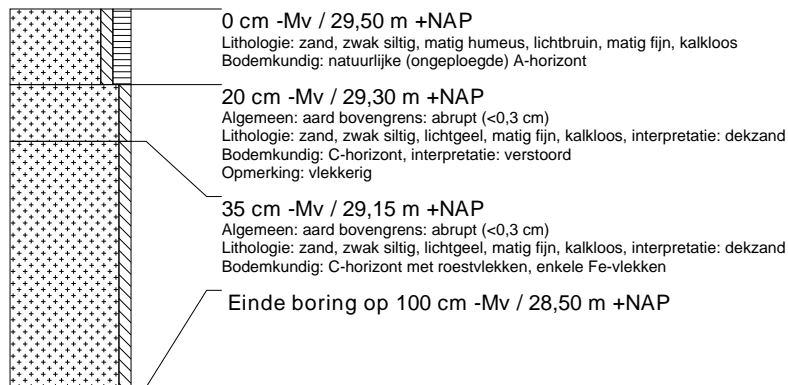 0 cm -Mv / 29,50 m +NAP
Lithologie: zand, zwak siltig, matig humeus, lichtbruin, matig fijn, kalkloos
Bodemkundig: natuurlijke (ongeploegde) A-horizont
20 cm -Mv / 29,30 m +NAP
Algemeen: aard bovengrens: abrupt (<0,3 cm)
Lithologie: zand, zwak siltig, lichtgeel, matig fijn, kalkloos, interpretatie: dekzand
Bodemkundig: C-horizont, interpretatie: verstoord
Opmerking: vlekkerig
35 cm -Mv / 29,15 m +NAP
Algemeen: aard bovengrens: abrupt (<0,3 cm)
Lithologie: zand, zwak siltig, lichtgeel, matig fijn, kalkloos, interpretatie: dekzand
Bodemkundig: C-horizont met roestvlekken, enkele Fe-vlekken
Einde boring op 100 cm -Mv / 28,50 m +NAP